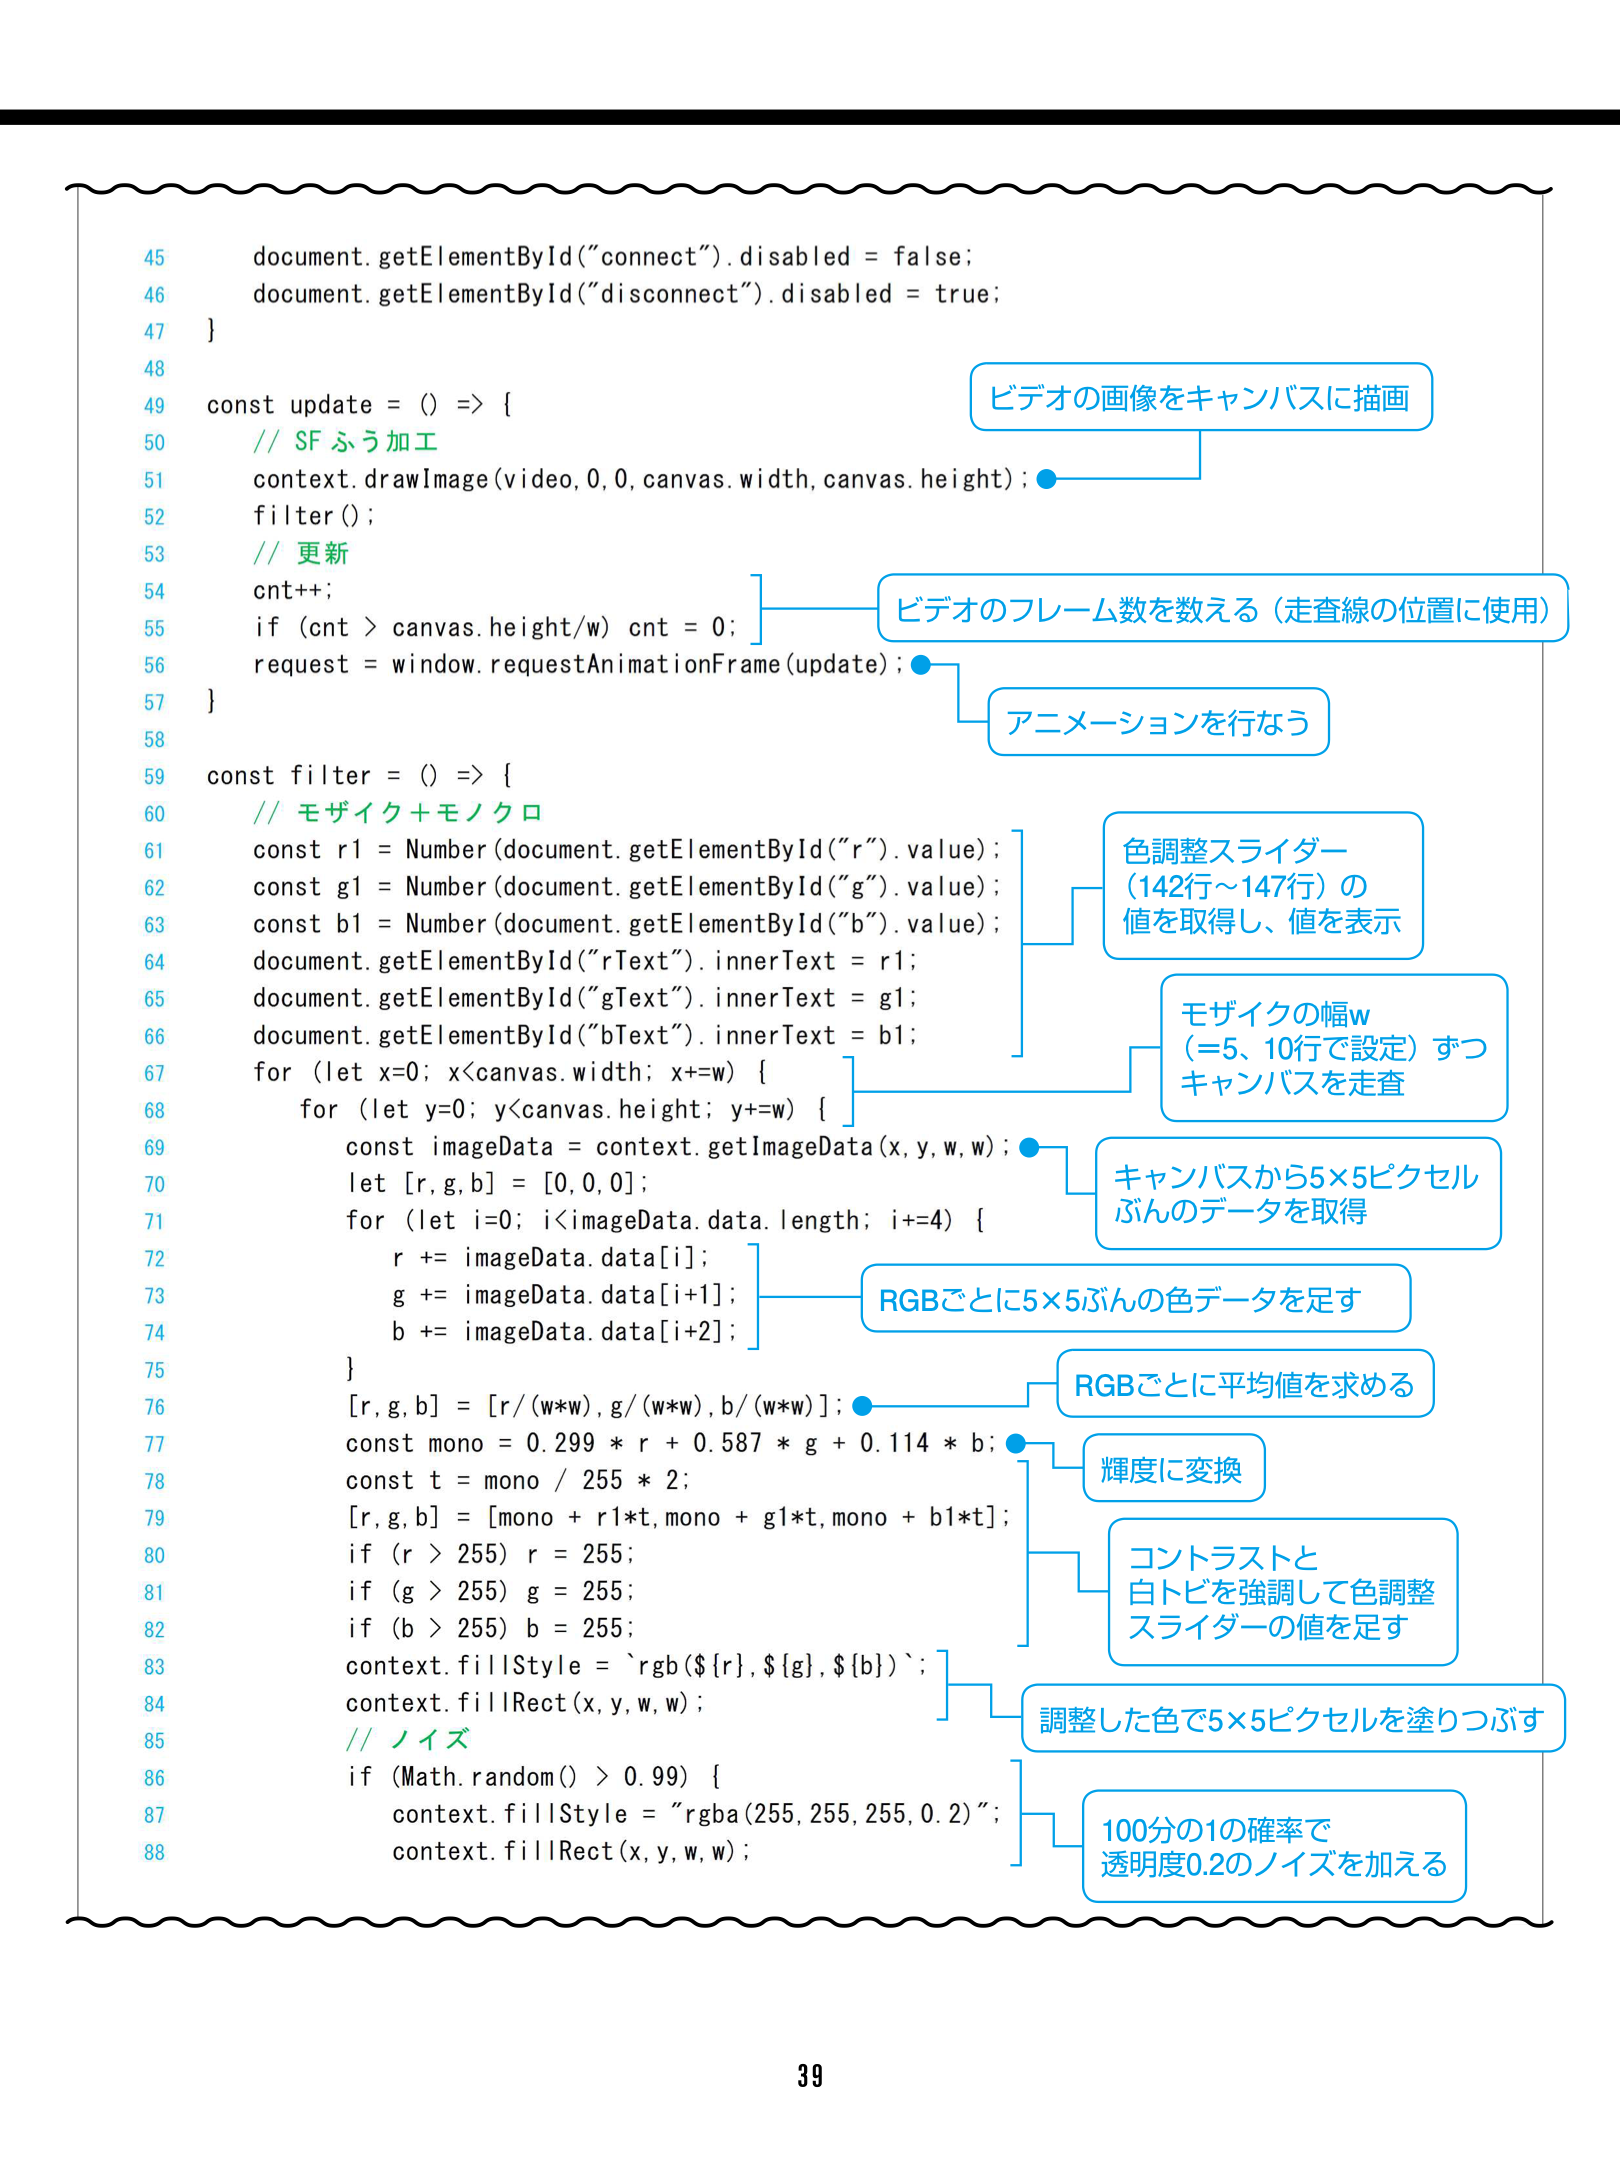 45 document.getElementById("connect").disabled = false;
46 document.getElementById("disconnect").disabled = true;
47 }
48
49 const update = () => {
ビデオの画像をキャンバスに描画
50 // SFふう加工
51 context.drawImage(video,0,0,canvas.width,canvas.height);
52 filter();
53 // 更新
54 cnt++;
55 if (cnt > canvas.height/w) cnt = 0;
ビデオのフレーム数を数える（走査線の位置に使用）
56 request = window.requestAnimationFrame(update);
57 }
アニメーションを行なう
58
59 const filter = () => {
60 // モザイク＋モノクロ
61 const r1 = Number(document.getElementById("r").value);
62 const g1 = Number(document.getElementById("g").value);
63 const b1 = Number(document.getElementById("b").value);
色調整スライダー
（142行～147行）の
値を取得し、値を表示
64 document.getElementById("rText").innerText = r1;
65 document.getElementById("gText").innerText = g1;
66 document.getElementById("bText").innerText = b1;
67 for (let x=0; x<canvas.width; x+=w) {
68 for (let y=0; y<canvas.height; y+=w) {
モザイクの幅w
（＝5、10行で設定）ずつ
キャンバスを走査
69 const imageData = context.getImageData(x,y,w,w);
70 let [r,g,b] = [0,0,0];
71 for (let i=0; i<imageData.data.length; i+=4) {
キャンバスから5×5ピクセル
ぶんのデータを取得
72 r += imageData.data[i];
73 g += imageData.data[i+1];
74 b += imageData.data[i+2];
RGBごとに5×5ぶんの色データを足す
75 }
76 [r,g,b] = [r/(w*w),g/(w*w),b/(w*w)];
RGBごとに平均値を求める
77 const mono = 0.299 * r + 0.587 * g + 0.114 * b;
輝度に変換
78 const t = mono / 255 * 2;
79 [r,g,b] = [mono + r1*t,mono + g1*t,mono + b1*t];
80 if (r > 255) r = 255;
81 if (g > 255) g = 255;
82 if (b > 255) b = 255;
コントラストと
白トビを強調して色調整
スライダーの値を足す
83 context.fillStyle = `rgb(${r},${g},${b})`;
84 context.fillRect(x,y,w,w);
調整した色で5×5ピクセルを塗りつぶす
85 // ノイズ
86 if (Math.random() > 0.99) {
87 context.fillStyle = "rgba(255,255,255,0.2)";
88 context.fillRect(x,y,w,w);
100分の1の確率で
透明度0.2のノイズを加える
39